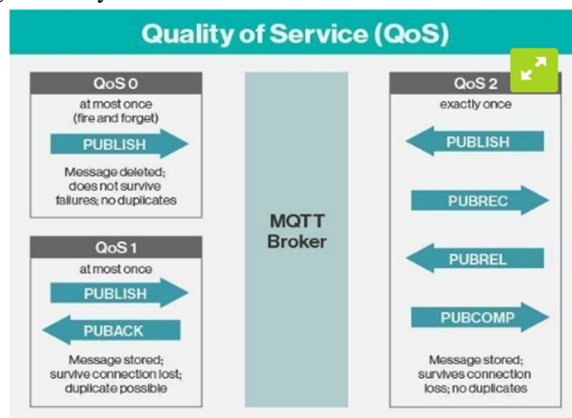 Quality of Service (QoS)
QoS 0
at most once
(fire and forget)
PUBLISH
Message deleted;
does not survive
failures; no duplicates
QoS 1
at most once
PUBLISH
PUBACK
Message stored;
survive connection lost;
duplicate possible
MQTT
Broker
QoS 2
exactly once
PUBLISH
PUBREC
PUBREL
PUBCOMP
Message stored;
survives connection
loss; no duplicates